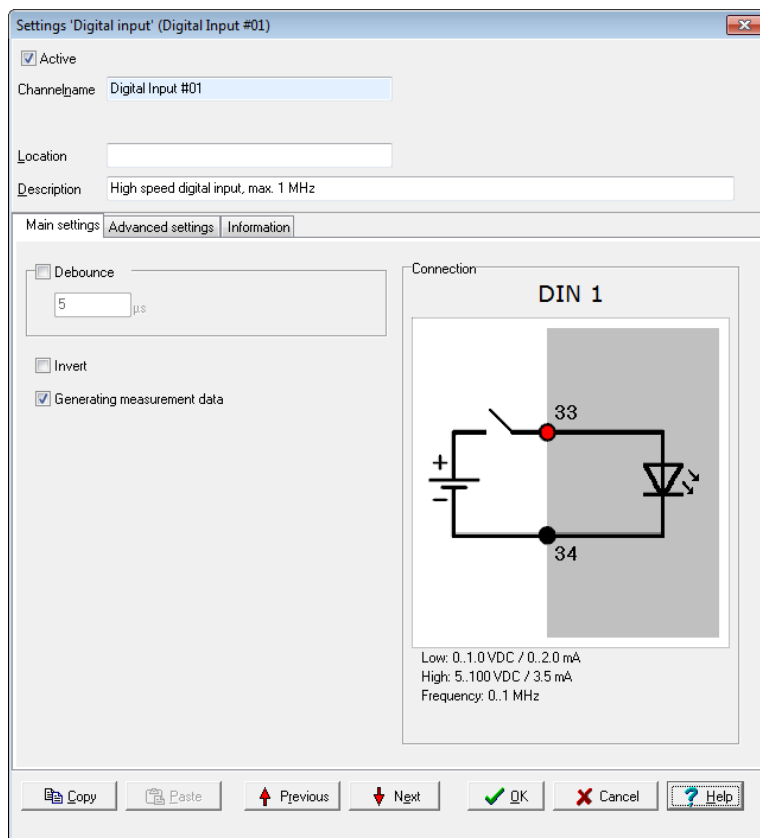 Settings 'Digital input' (Digital Input #01)
Active
Channelname Digital Input #01
Location
Description High speed digital input, max. 1 MHz
Main settings Advanced settings Information
Debounce
5 µs
Invert
Generating measurement data
Connection
DIN 1
33
+
−
34
Low: 0..1.0 VDC / 0..2.0 mA
High: 5..100 VDC / 3.5 mA
Frequency: 0..1 MHz
Copy Paste Previous Next OK Cancel ? Help